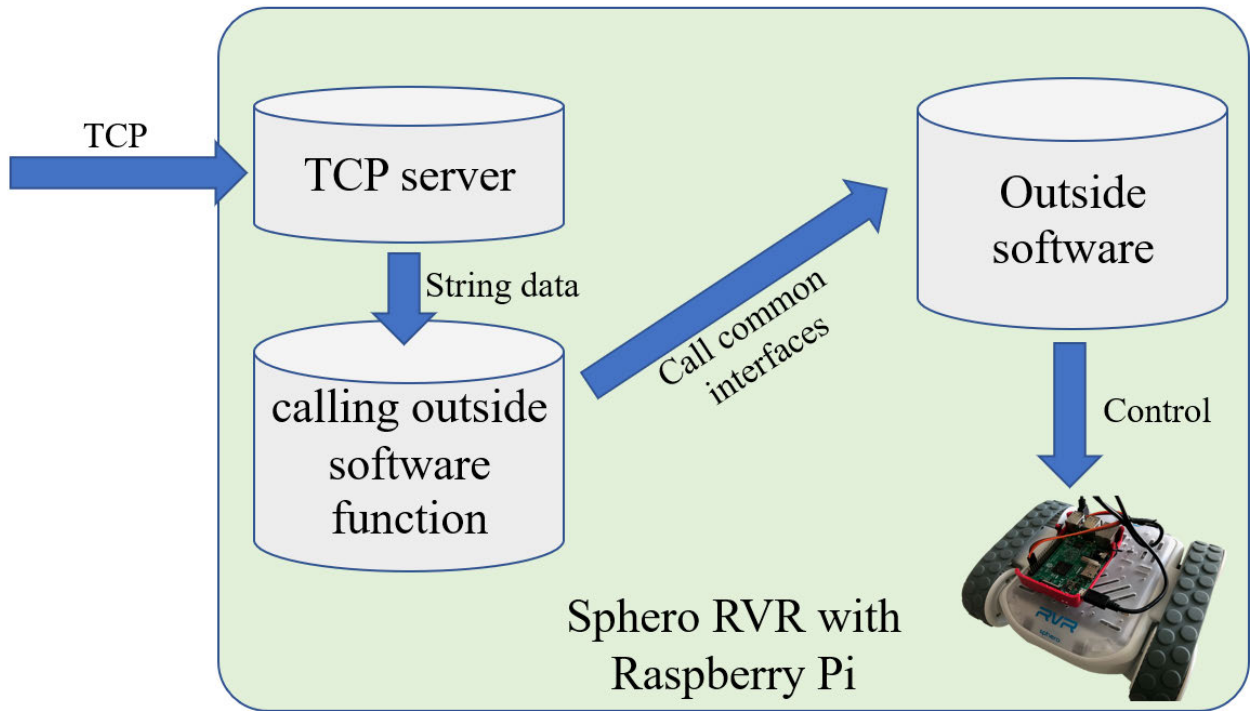 TCP
TCP server
String data
calling outside
software
function
Call common
interfaces
Outside
software
Control
RVR
sphero
Sphero RVR with
Raspberry Pi